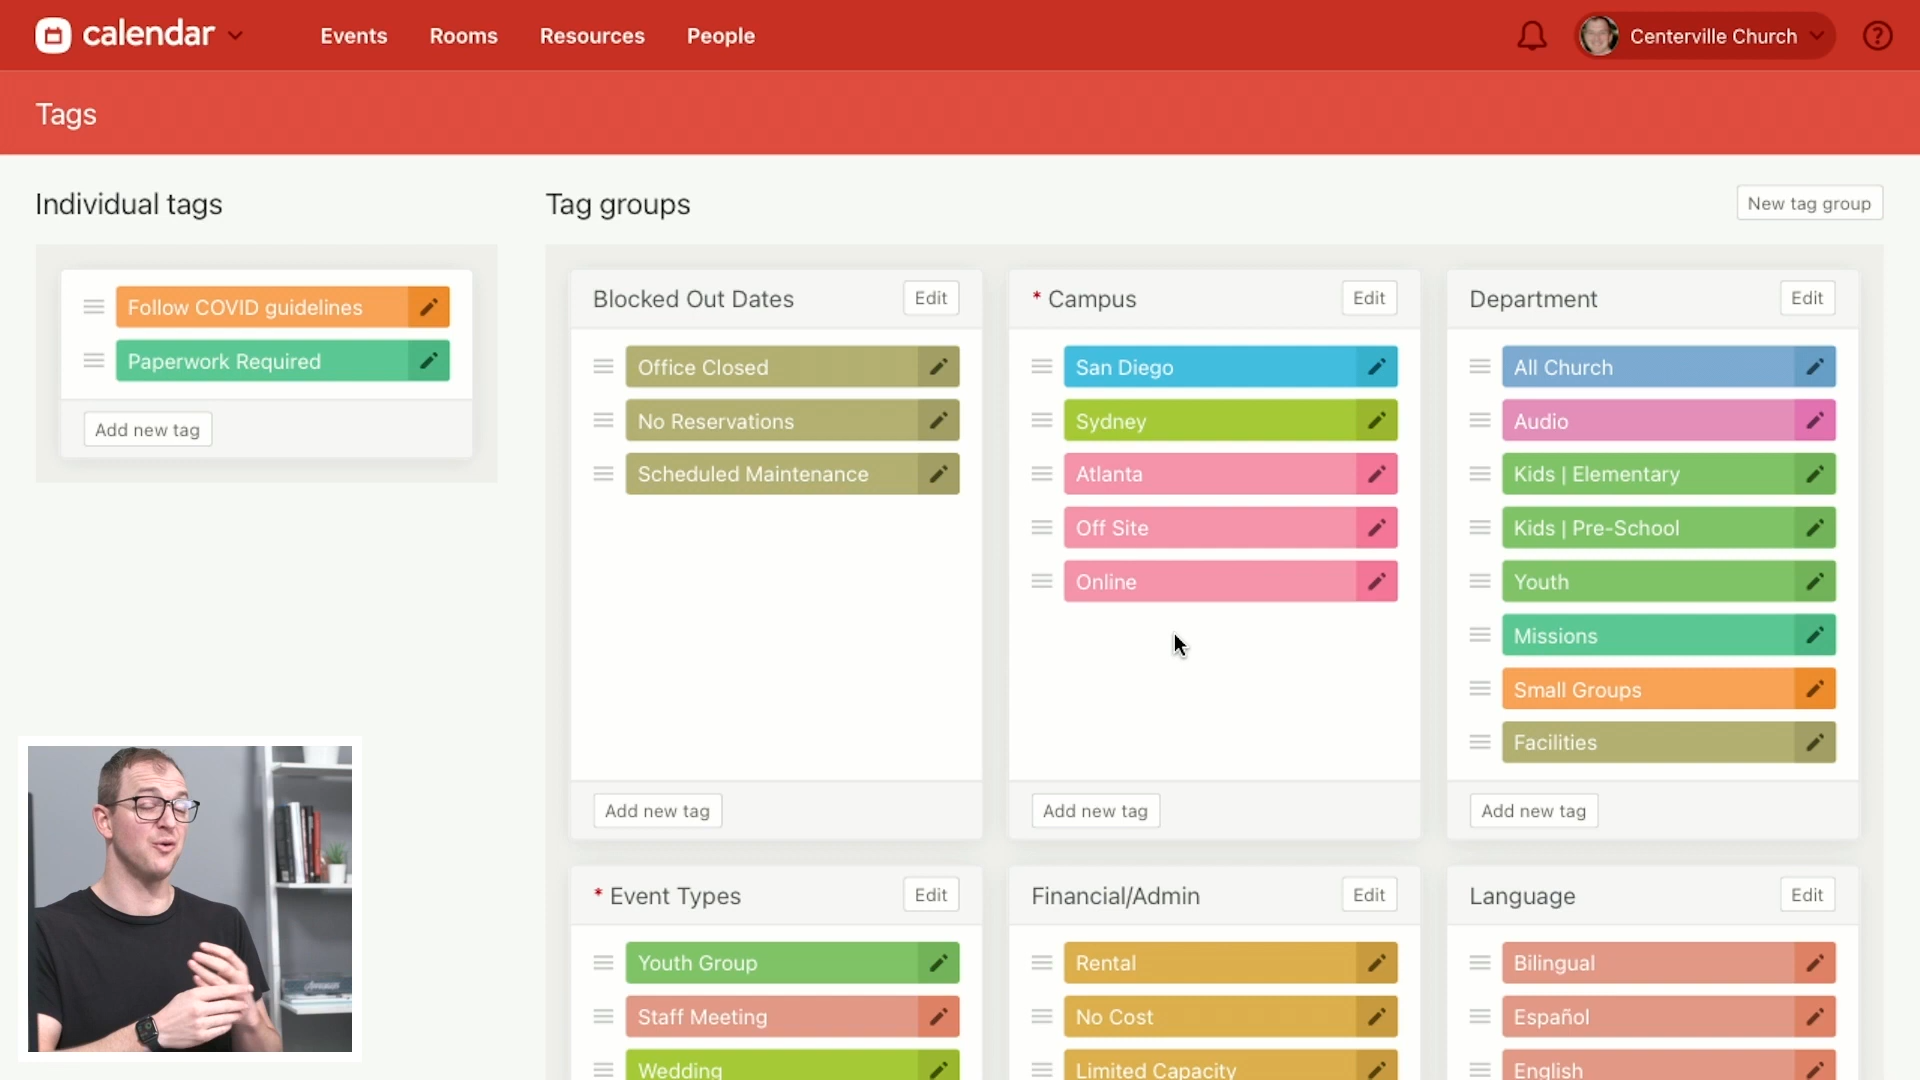 calendar
Events
Rooms
Resources
People
Centerville Church
?
Tags
Individual tags
Follow COVID guidelines
Paperwork Required
Add new tag
Tag groups
New tag group
Blocked Out Dates
Edit
Office Closed
No Reservations
Scheduled Maintenance
Add new tag
* Campus
Edit
San Diego
Sydney
Atlanta
Off Site
Online
Add new tag
Department
Edit
All Church
Audio
Kids | Elementary
Kids | Pre-School
Youth
Missions
Small Groups
Facilities
Add new tag
* Event Types
Edit
Youth Group
Staff Meeting
Wedding
Financial/Admin
Edit
Rental
No Cost
Limited Capacity
Language
Edit
Bilingual
Español
English